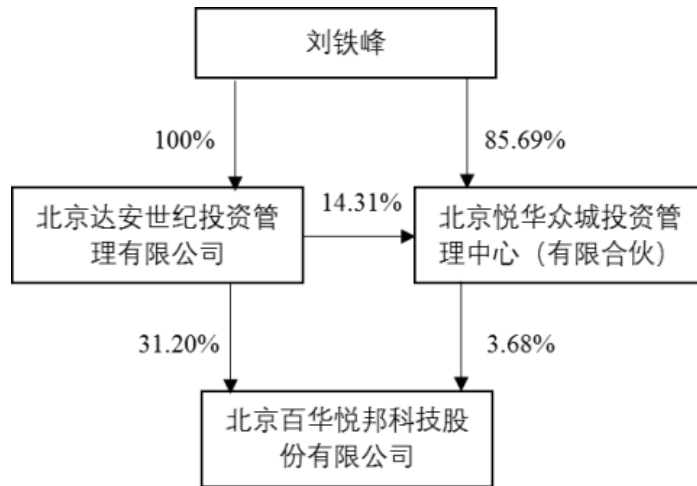 刘铁峰
100%
85.69%
北京达安世纪投资管
理有限公司
14.31%
北京悦华众城投资管
理中心（有限合伙）
31.20%
3.68%
北京百华悦邦科技股
份有限公司